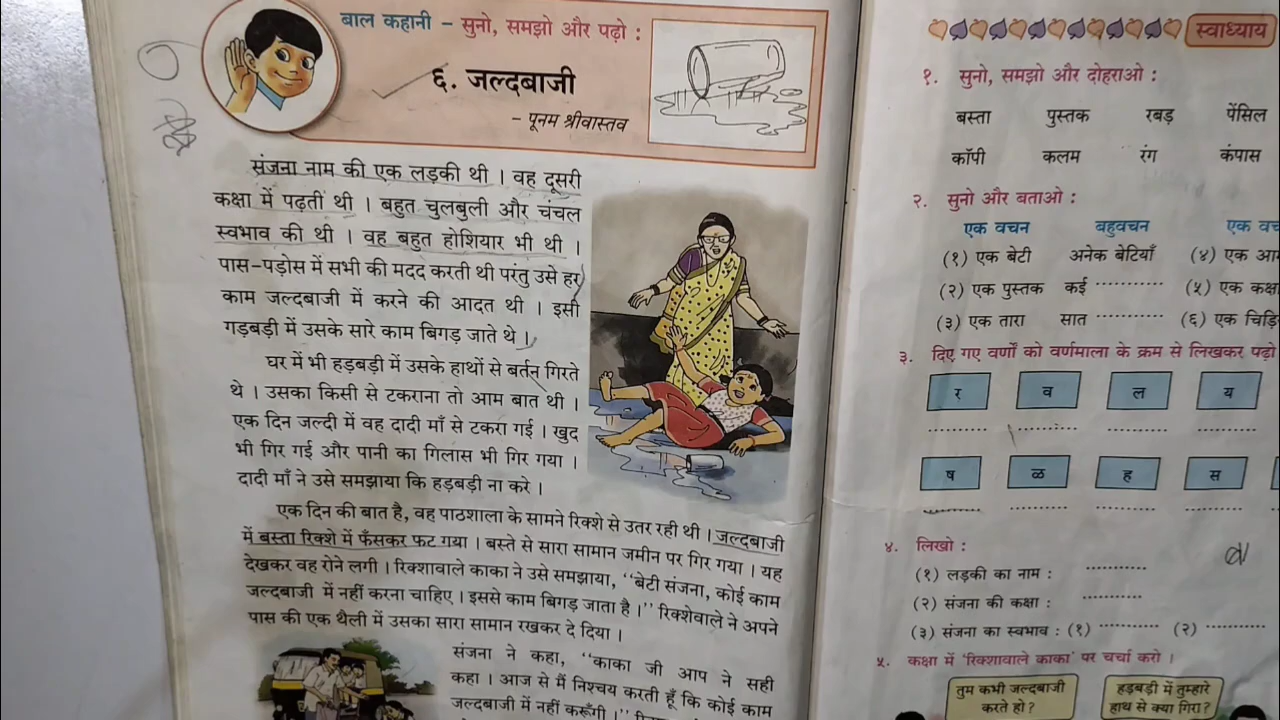 बाल कहानी – सुनो, समझो और पढ़ो :
६. जल्दबाजी
- पूनम श्रीवास्तव
संजना नाम की एक लड़की थी । वह दूसरी
कक्षा में पढ़ती थी । बहुत चुलबुली और चंचल
स्वभाव की थी । वह बहुत होशियार भी थी ।
पास-पड़ोस में सभी की मदद करती थी परंतु उसे हर
काम जल्दबाजी में करने की आदत थी । इसी
गड़बड़ी में उसके सारे काम बिगड़ जाते थे ।
घर में भी हड़बड़ी में उसके हाथों से बर्तन गिरते
थे । उसका किसी से टकराना तो आम बात थी ।
एक दिन जल्दी में वह दादी माँ से टकरा गई । खुद
भी गिर गई और पानी का गिलास भी गिर गया ।
दादी माँ ने उसे समझाया कि हड़बड़ी ना करे ।
एक दिन की बात है, वह पाठशाला के सामने रिक्शे से उतर रही थी । जल्दबाजी
में बस्ता रिक्शे में फँसकर फट गया । बस्ते से सारा सामान जमीन पर गिर गया । यह
देखकर वह रोने लगी । रिक्शावाले काका ने उसे समझाया, ‘‘बेटी संजना, कोई काम
जल्दबाजी में नहीं करना चाहिए । इससे काम बिगड़ जाता है ।’’ रिक्शेवाले ने अपने
पास की एक थैली में उसका सारा सामान रखकर दे दिया ।
संजना ने कहा, ‘‘काका जी आप ने सही
कहा । आज से मैं निश्चय करती हूँ कि कोई काम
जल्दबाजी में नहीं करूँगी ।’’
स्वाध्याय
१. सुनो, समझो और दोहराओ :
बस्ता पुस्तक रबड़ पेंसिल
कॉपी कलम रंग कंपास
२. सुनो और बताओ :
एक वचन बहुवचन एक
(१) एक बेटी अनेक बेटियाँ (४) एक
(२) एक पुस्तक कई ........... (५) एक
(३) एक तारा सात ........... (६) एक
३. दिए गए वर्णों को वर्णमाला के क्रम से लिखकर पढ़ो
र व ल य
ष ळ ह स
४. लिखो :
(१) लड़की का नाम : ..........
(२) संजना की कक्षा : ..........
(३) संजना का स्वभाव : (१) .......... (२) ..........
५. कक्षा में ‘रिक्शावाले काका’ पर चर्चा करो ।
तुम कभी जल्दबाजी
करते हो ?
हड़बड़ी में तुम्हारे
हाथ से क्या गिरा ?